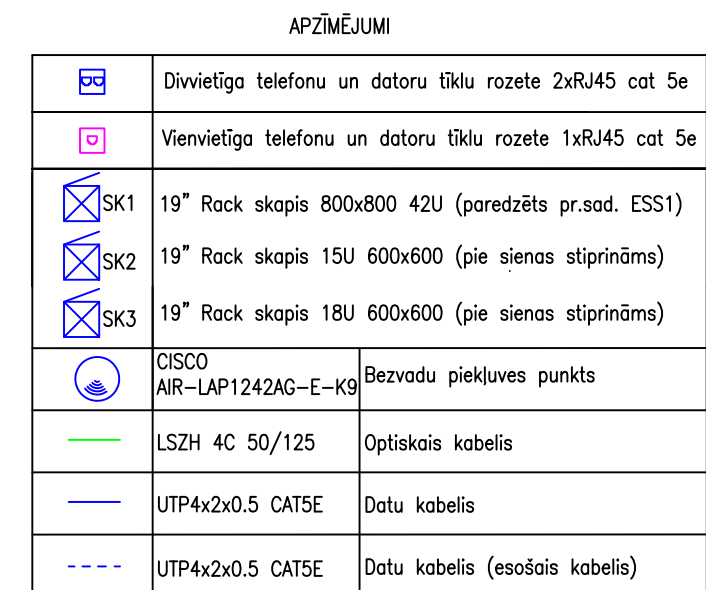 APZĪMĒJUMI
Divvietīga telefonu un datoru tīklu rozete 2xRJ45 cat 5e
Vienvietīga telefonu un datoru tīklu rozete 1xRJ45 cat 5e
SK1 19” Rack skapis 800x800 42U (paredzēts pr.sad. ESS1)
SK2 19” Rack skapis 15U 600x600 (pie sienas stiprināms)
SK3 19” Rack skapis 18U 600x600 (pie sienas stiprināms)
CISCO
AIR-LAP1242AG-E-K9 Bezvadu piekļuves punkts
LSZH 4C 50/125 Optiskais kabelis
UTP4x2x0.5 CAT5E Datu kabelis
UTP4x2x0.5 CAT5E Datu kabelis (esošais kabelis)